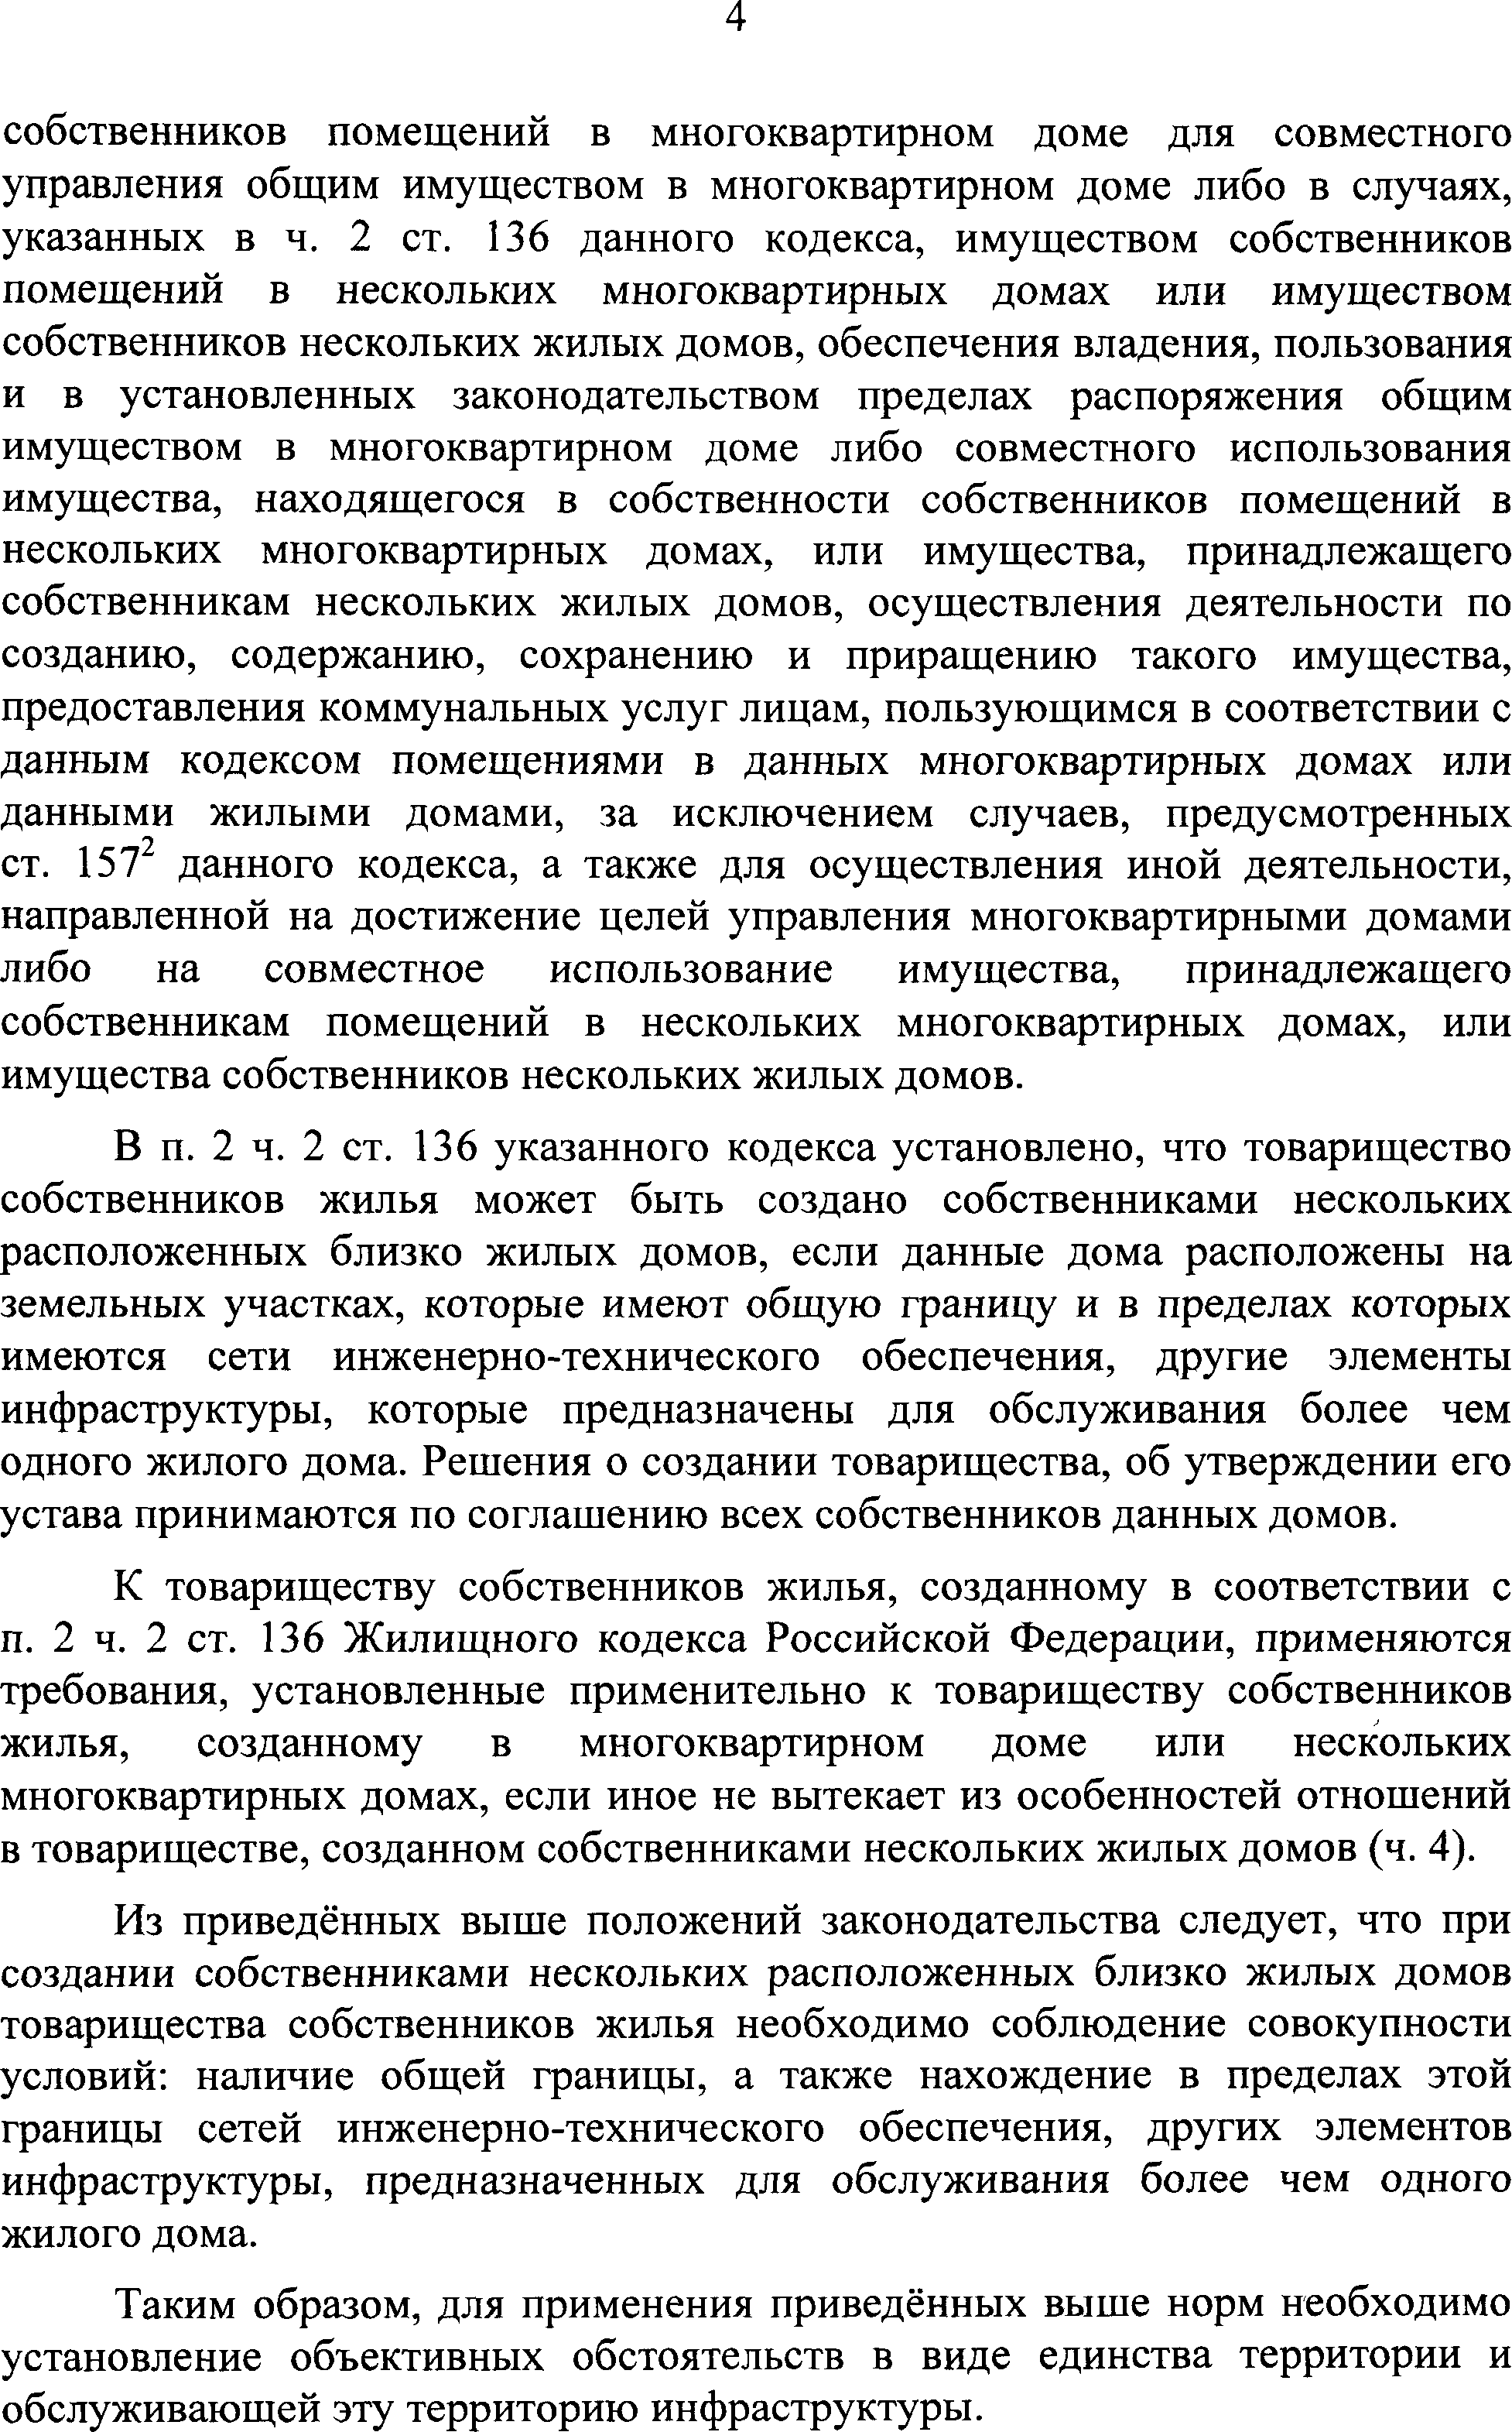 4
собственников помещений в многоквартирном доме для совместного
управления общим имуществом в многоквартирном доме либо в случаях,
указанных в ч. 2 ст. 136 данного кодекса, имуществом собственников
помещений в нескольких многоквартирных домах или имуществом
собственников нескольких жилых домов, обеспечения владения, пользования
и в установленных законодательством пределах распоряжения общим
имуществом в многоквартирном доме либо совместного использования
имущества, находящегося в собственности собственников помещений в
нескольких многоквартирных домах, или имущества, принадлежащего
собственникам нескольких жилых домов, осуществления деятельности по
созданию, содержанию, сохранению и приращению такого имущества,
предоставления коммунальных услуг лицам, пользующимся в соответствии с
данным кодексом помещениями в данных многоквартирных домах или
данными жилыми домами, за исключением случаев, предусмотренных
ст. 157² данного кодекса, а также для осуществления иной деятельности,
направленной на достижение целей управления многоквартирными домами
либо на совместное использование имущества, принадлежащего
собственникам помещений в нескольких многоквартирных домах, или
имущества собственников нескольких жилых домов.
В п. 2 ч. 2 ст. 136 указанного кодекса установлено, что товарищество
собственников жилья может быть создано собственниками нескольких
расположенных близко жилых домов, если данные дома расположены на
земельных участках, которые имеют общую границу и в пределах которых
имеются сети инженерно-технического обеспечения, другие элементы
инфраструктуры, которые предназначены для обслуживания более чем
одного жилого дома. Решения о создании товарищества, об утверждении его
устава принимаются по соглашению всех собственников данных домов.
К товариществу собственников жилья, созданному в соответствии с
п. 2 ч. 2 ст. 136 Жилищного кодекса Российской Федерации, применяются
требования, установленные применительно к товариществу собственников
жилья, созданному в многоквартирном доме или нескольких
многоквартирных домах, если иное не вытекает из особенностей отношений
в товариществе, созданном собственниками нескольких жилых домов (ч. 4).
Из приведённых выше положений законодательства следует, что при
создании собственниками нескольких расположенных близко жилых домов
товарищества собственников жилья необходимо соблюдение совокупности
условий: наличие общей границы, а также нахождение в пределах этой
границы сетей инженерно-технического обеспечения, других элементов
инфраструктуры, предназначенных для обслуживания более чем одного
жилого дома.
Таким образом, для применения приведённых выше норм необходимо
установление объективных обстоятельств в виде единства территории и
обслуживающей эту территорию инфраструктуры.